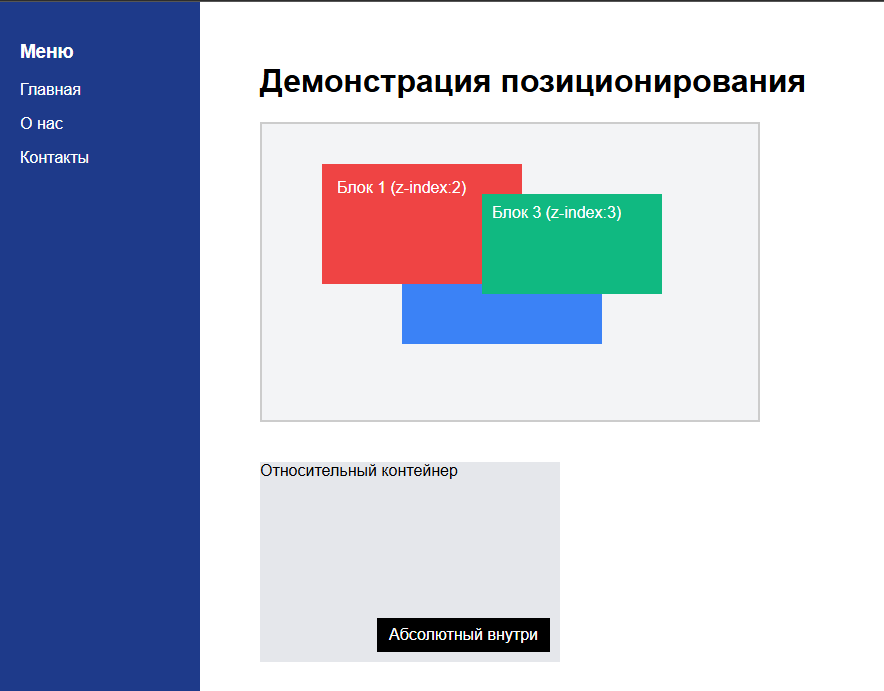 Меню
Главная
О нас
Контакты
Демонстрация позиционирования
Блок 1 (z-index:2)
Блок 3 (z-index:3)
Относительный контейнер
Абсолютный внутри